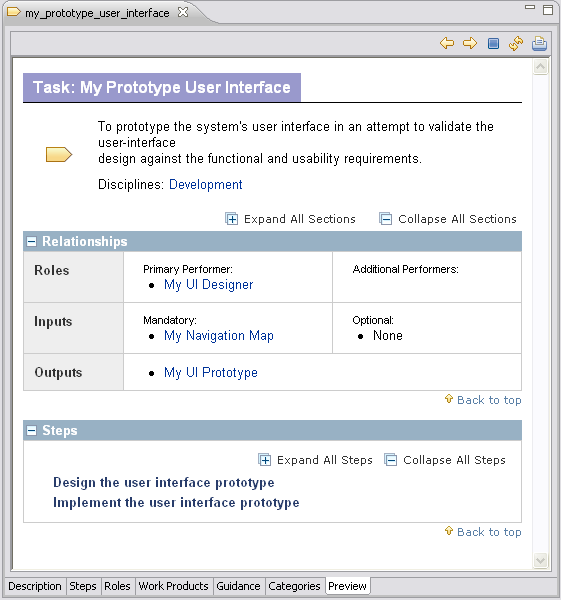 my_prototype_user_interface
Task: My Prototype User Interface
To prototype the system's user interface in an attempt to validate the
user-interface
design against the functional and usability requirements.
Disciplines: Development
Expand All Sections Collapse All Sections
Relationships
Roles Primary Performer: Additional Performers:
• My UI Designer
Inputs Mandatory: Optional:
• My Navigation Map • None
Outputs • My UI Prototype
Back to top
Steps
Expand All Steps Collapse All Steps
Design the user interface prototype
Implement the user interface prototype
Back to top
Description Steps Roles Work Products Guidance Categories Preview